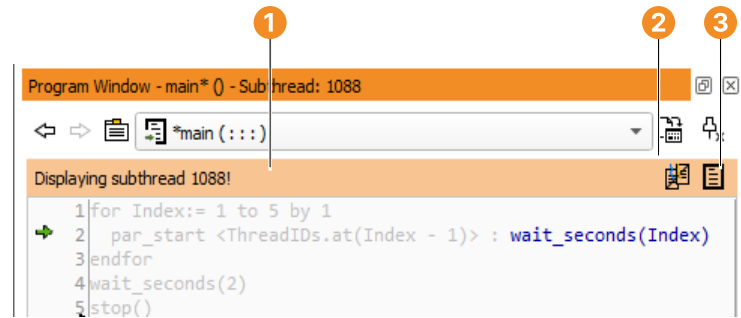 1 2 3
Program Window - main* () - Subthread: 1088
*main (:::)
Displaying subthread 1088!
1 for Index:= 1 to 5 by 1
2 par_start <ThreadIDs.at(Index - 1)> : wait_seconds(Index)
3 endfor
4 wait_seconds(2)
5 stop()